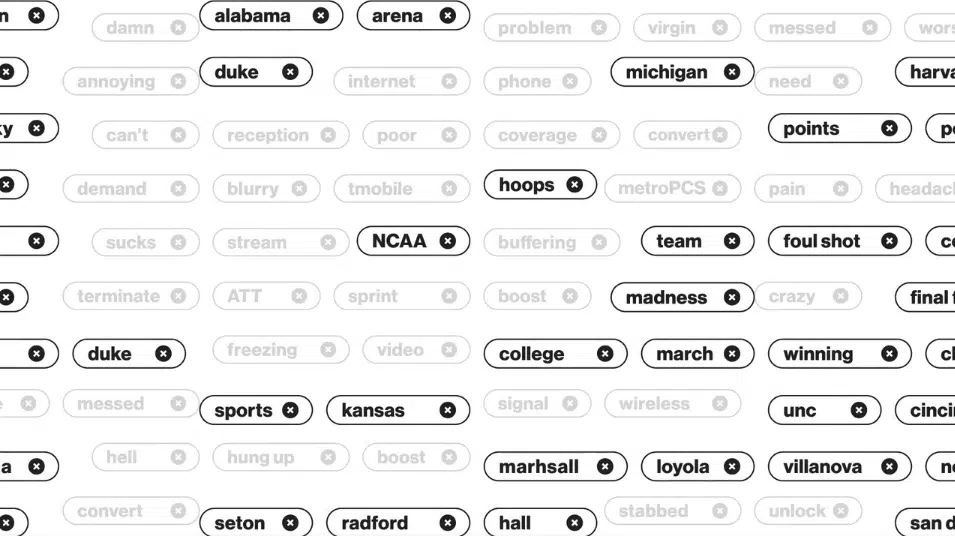 n damn alabama arena problem virgin messed wors
annoying duke internet phone michigan need harva
ky can't reception poor coverage convert points
demand blurry tmobile hoops metroPCS pain headach
sucks stream NCAA buffering team foul shot
terminate ATT sprint boost madness crazy final f
duke freezing video college march winning
messed sports kansas signal wireless unc cincin
a hell hung up boost marhsall loyola villanova
convert seton radford hall stabbed unlock san d